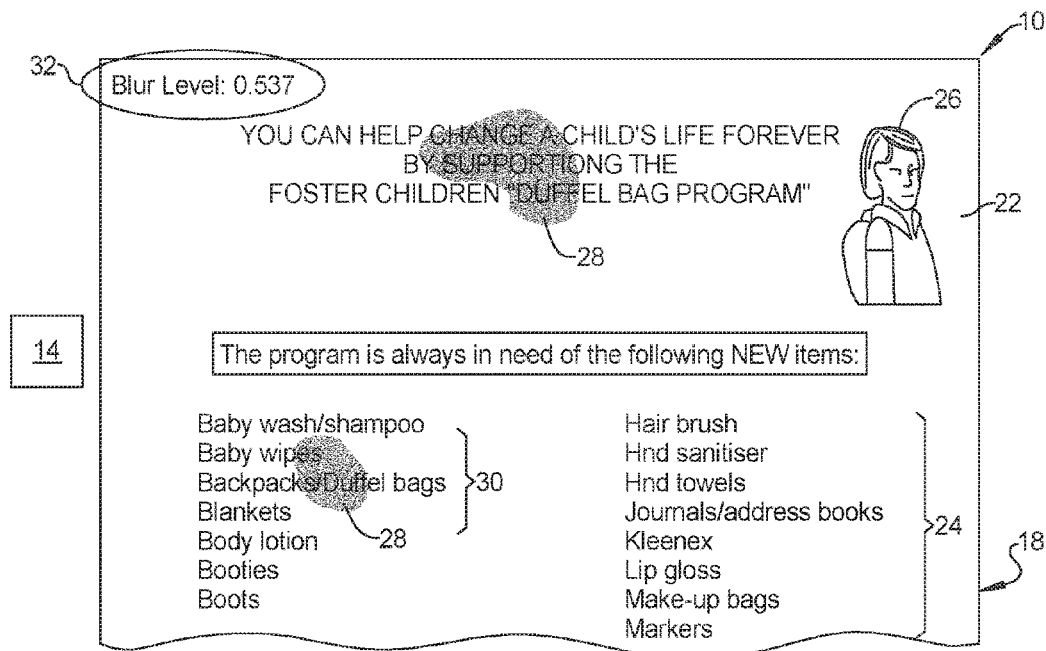 10
32
Blur Level: 0.537
26
YOU CAN HELP CHANGE A CHILD'S LIFE FOREVER
BY SUPPORTIONG THE
FOSTER CHILDREN "DUFFEL BAG PROGRAM"
22
28
14
The program is always in need of the following NEW items:
Baby wash/shampoo
Baby wipes
Backpacks/Duffel bags
Blankets
Body lotion
Booties
Boots
30
28
Hair brush
Hnd sanitiser
Hnd towels
Journals/address books
Kleenex
Lip gloss
Make-up bags
Markers
24
18